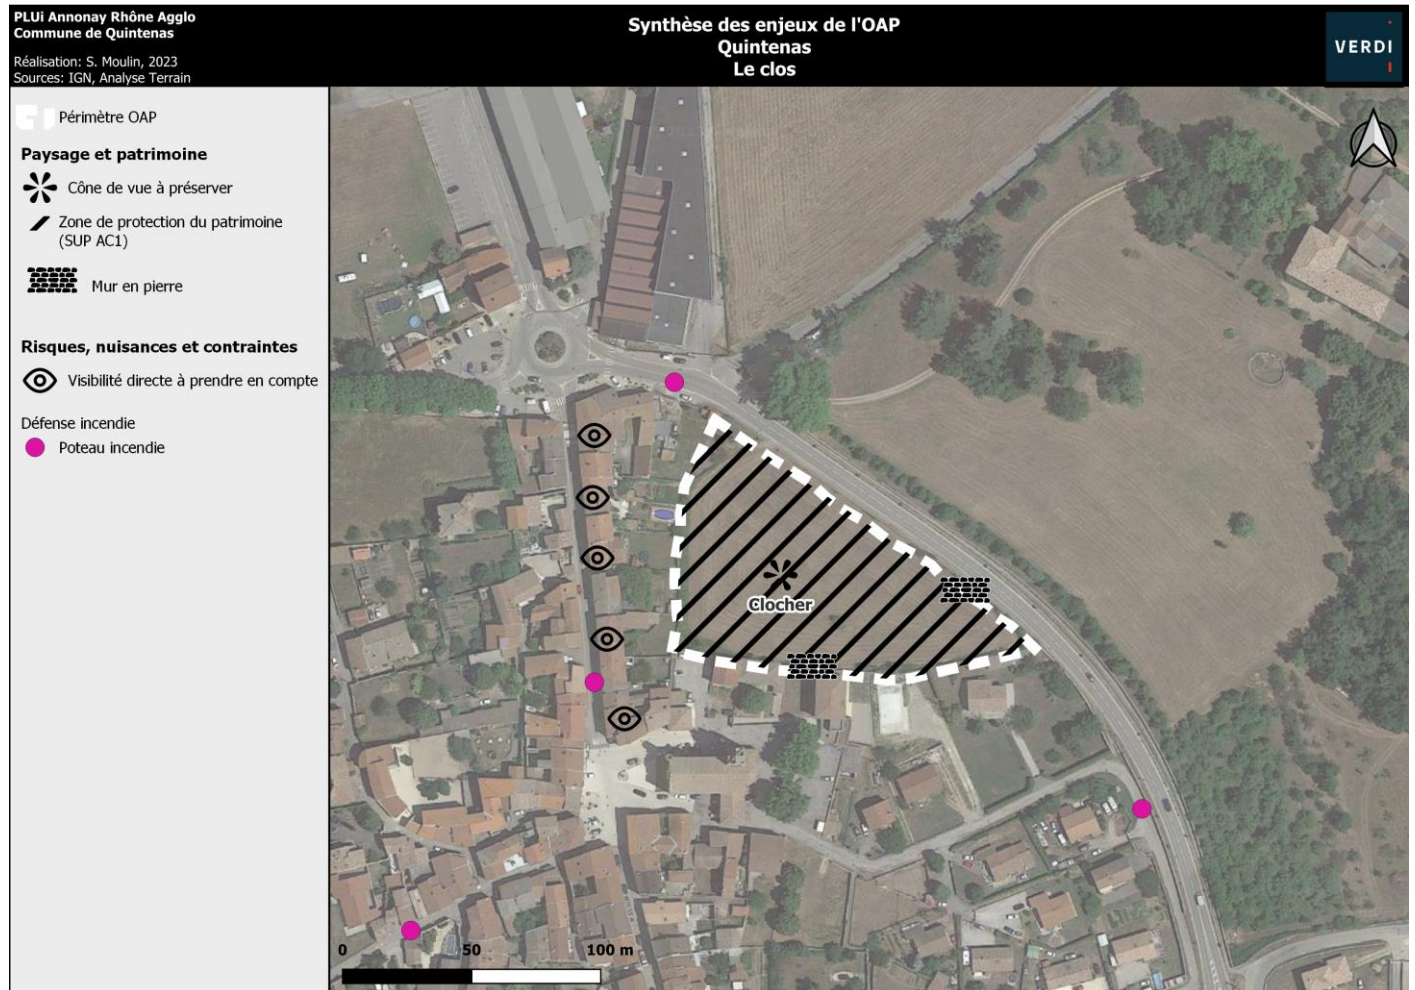 PLUi Annonay Rhône Agglo
Commune de Quintenas
Réalisation: S. Moulin, 2023
Sources: IGN, Analyse Terrain
Synthèse des enjeux de l'OAP
Quintenas
Le clos
VERDI
Périmètre OAP
Paysage et patrimoine
Cône de vue à préserver
Zone de protection du patrimoine
(SUP AC1)
Mur en pierre
Risques, nuisances et contraintes
Visibilité directe à prendre en compte
Défense incendie
Poteau incendie
Clocher
0 50 100 m